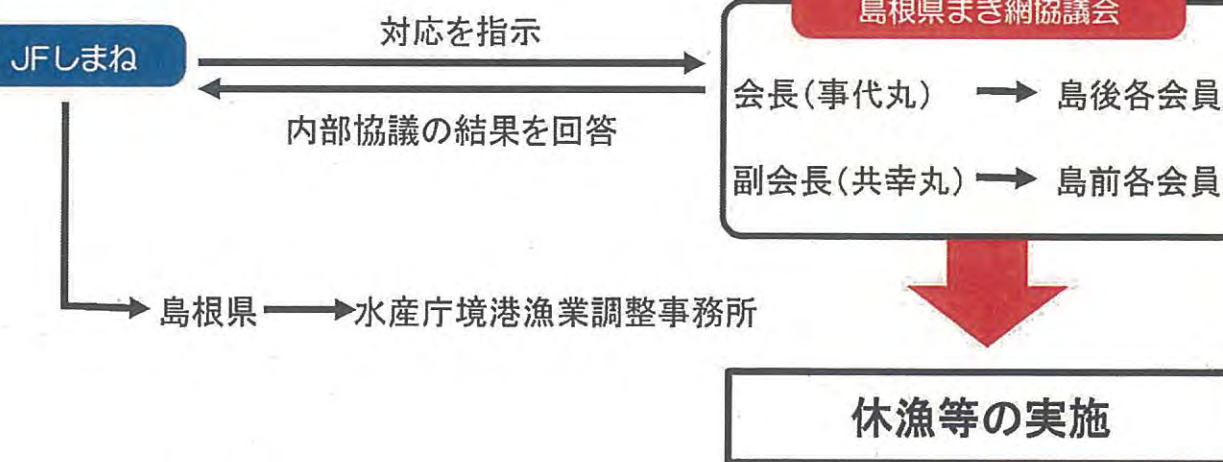 島根県まき網協議会
JFしまね
対応を指示
内部協議の結果を回答
会長(事代丸) → 島後各会員
副会長(共幸丸) → 島前各会員
島根県 → 水産庁境港漁業調整事務所
休漁等の実施